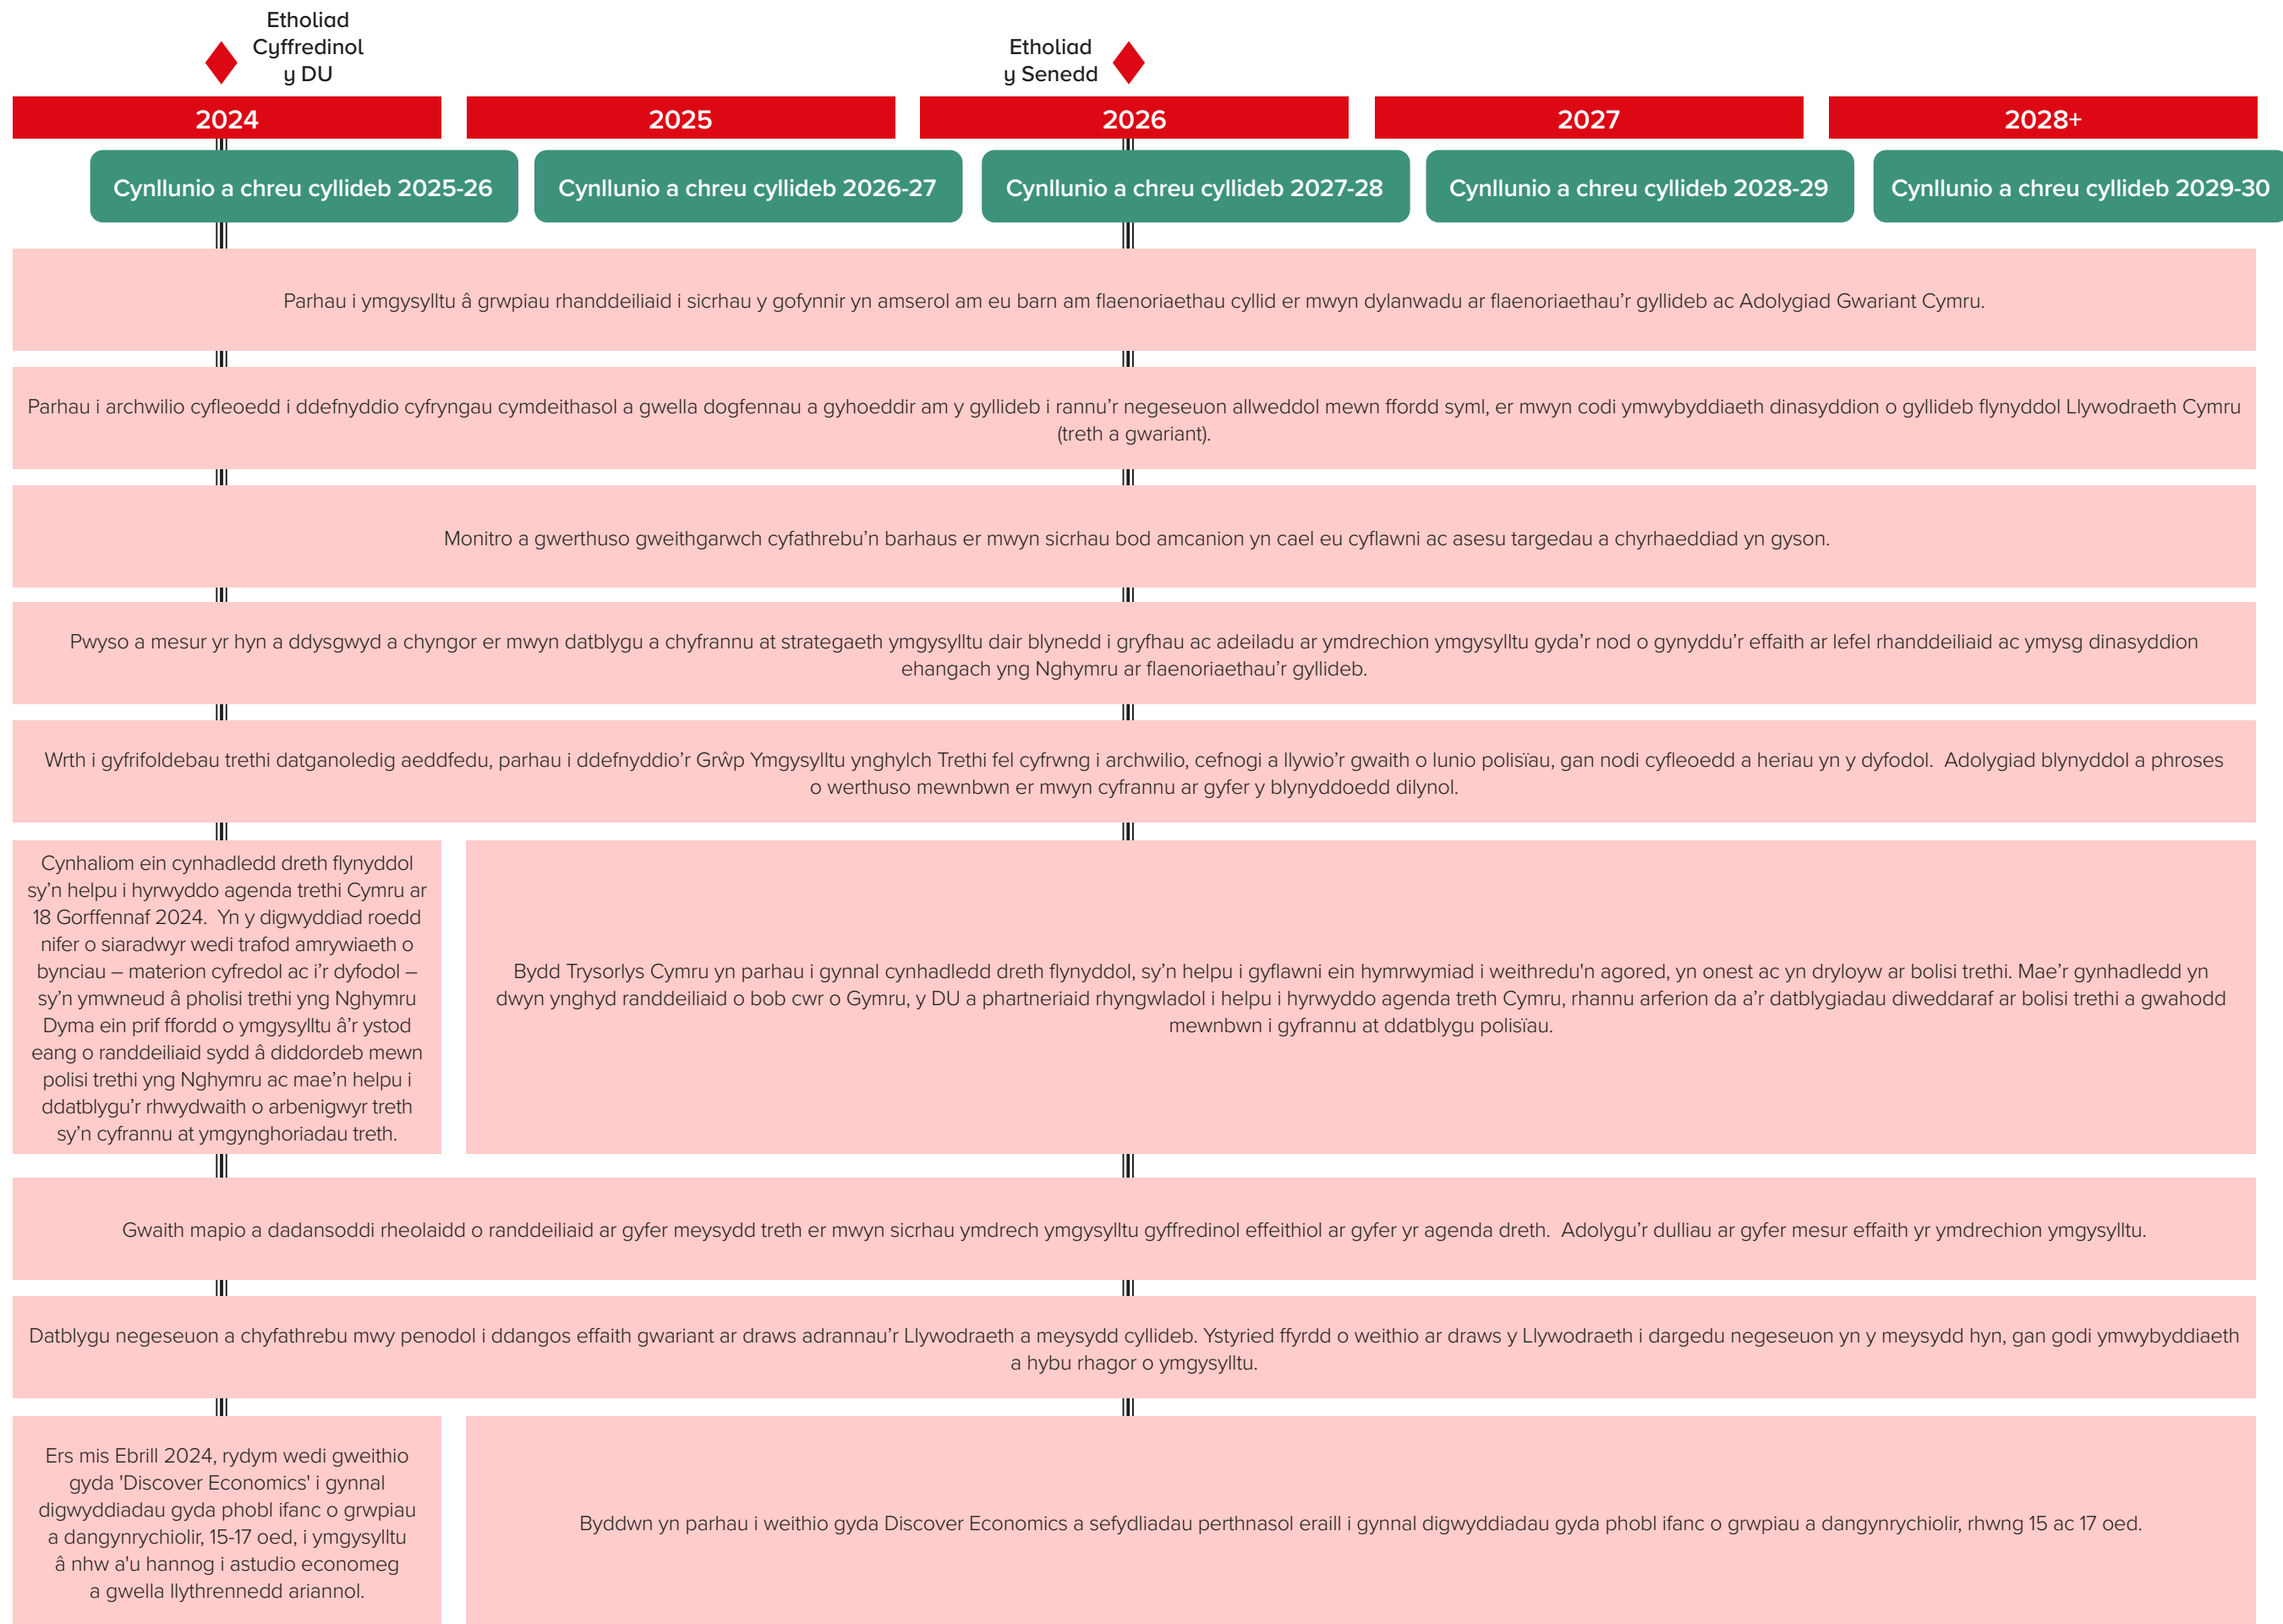 Etholiad
Cyffredinol
y DU
Etholiad
y Senedd
2024
2025
2026
2027
2028+
Cynllunio a chreu cyllideb 2025-26
Cynllunio a chreu cyllideb 2026-27
Cynllunio a chreu cyllideb 2027-28
Cynllunio a chreu cyllideb 2028-29
Cynllunio a chreu cyllideb 2029-30
Parhau i ymgysylltu â grwpiau rhanddeiliaid i sicrhau y gofynnir yn amserol am eu barn am flaenoriaethau cyllid er mwyn dylanwadu ar flaenoriaethau'r gyllideb ac Adolygiad Gwariant Cymru.
Parhau i archwilio cyfleoedd i ddefnyddio cyfryngau cymdeithasol a gwella dogfennau a gyhoeddir am y gyllideb i rannu'r negeseuon allweddol mewn ffordd syml, er mwyn codi ymwybyddiaeth dinasyddion o gyllideb flynyddol Llywodraeth Cymru
(treth a gwariant).
Monitro a gwerthuso gweithgarwch cyfathrebu'n barhaus er mwyn sicrhau bod amcanion yn cael eu cyflawni ac asesu targedau a chyrhaeddiad yn gyson.
Pwyso a mesur yr hyn a ddysgwyd a chyngor er mwyn datblygu a chyfrannu at strategaeth ymgysylltu dair blynedd i gryfhau ac adeiladu ar ymdrechion ymgysylltu gyda'r nod o gynyddu'r effaith ar lefel rhanddeiliaid ac ymysg dinasyddion
ehangach yng Nghymru ar flaenoriaethau'r gyllideb.
Wrth i gyfrifoldebau trethi datganoledig aeddfedu, parhau i ddefnyddio'r Grŵp Ymgysylltu ynghylch Trethi fel cyfrwng i archwilio, cefnogi a llywio'r gwaith o lunio polisïau, gan nodi cyfleoedd a heriau yn y dyfodol.  Adolygiad blynyddol a phroses
o werthuso mewnbwn er mwyn cyfrannu ar gyfer y blynyddoedd dilynol.
Cynhaliom ein cynhadledd dreth flynyddol
sy'n helpu i hyrwyddo agenda trethi Cymru ar
18 Gorffennaf 2024.  Yn y digwyddiad roedd
nifer o siaradwyr wedi trafod amrywiaeth o
bynciau – materion cyfredol ac i'r dyfodol –
sy'n ymwneud â pholisi trethi yng Nghymru
Dyma ein prif ffordd o ymgysylltu â'r ystod
eang o randdeiliaid sydd â diddordeb mewn
polisi trethi yng Nghymru ac mae'n helpu i
ddatblygu'r rhwydwaith o arbenigwyr treth
sy'n cyfrannu at ymgynghoriadau treth.
Bydd Trysorlys Cymru yn parhau i gynnal cynhadledd dreth flynyddol, sy'n helpu i gyflawni ein hymrwymiad i weithredu'n agored, yn onest ac yn dryloyw ar bolisi trethi. Mae'r gynhadledd yn
dwyn ynghyd randdeiliaid o bob cwr o Gymru, y DU a phartneriaid rhyngwladol i helpu i hyrwyddo agenda treth Cymru, rhannu arferion da a'r datblygiadau diweddaraf ar bolisi trethi a gwahodd
mewnbwn i gyfrannu at ddatblygu polisïau.
Gwaith mapio a dadansoddi rheolaidd o randdeiliaid ar gyfer meysydd treth er mwyn sicrhau ymdrech ymgysylltu gyffredinol effeithiol ar gyfer yr agenda dreth.  Adolygu'r dulliau ar gyfer mesur effaith yr ymdrechion ymgysylltu.
Datblygu negeseuon a chyfathrebu mwy penodol i ddangos effaith gwariant ar draws adrannau'r Llywodraeth a meysydd cyllideb. Ystyried ffyrdd o weithio ar draws y Llywodraeth i dargedu negeseuon yn y meysydd hyn, gan godi ymwybyddiaeth
a hybu rhagor o ymgysylltu.
Ers mis Ebrill 2024, rydym wedi gweithio
gyda 'Discover Economics' i gynnal
digwyddiadau gyda phobl ifanc o grwpiau
a dangynrychiolir, 15-17 oed, i ymgysylltu
â nhw a'u hannog i astudio economeg
a gwella llythrennedd ariannol.
Byddwn yn parhau i weithio gyda Discover Economics a sefydliadau perthnasol eraill i gynnal digwyddiadau gyda phobl ifanc o grwpiau a dangynrychiolir, rhwng 15 ac 17 oed.